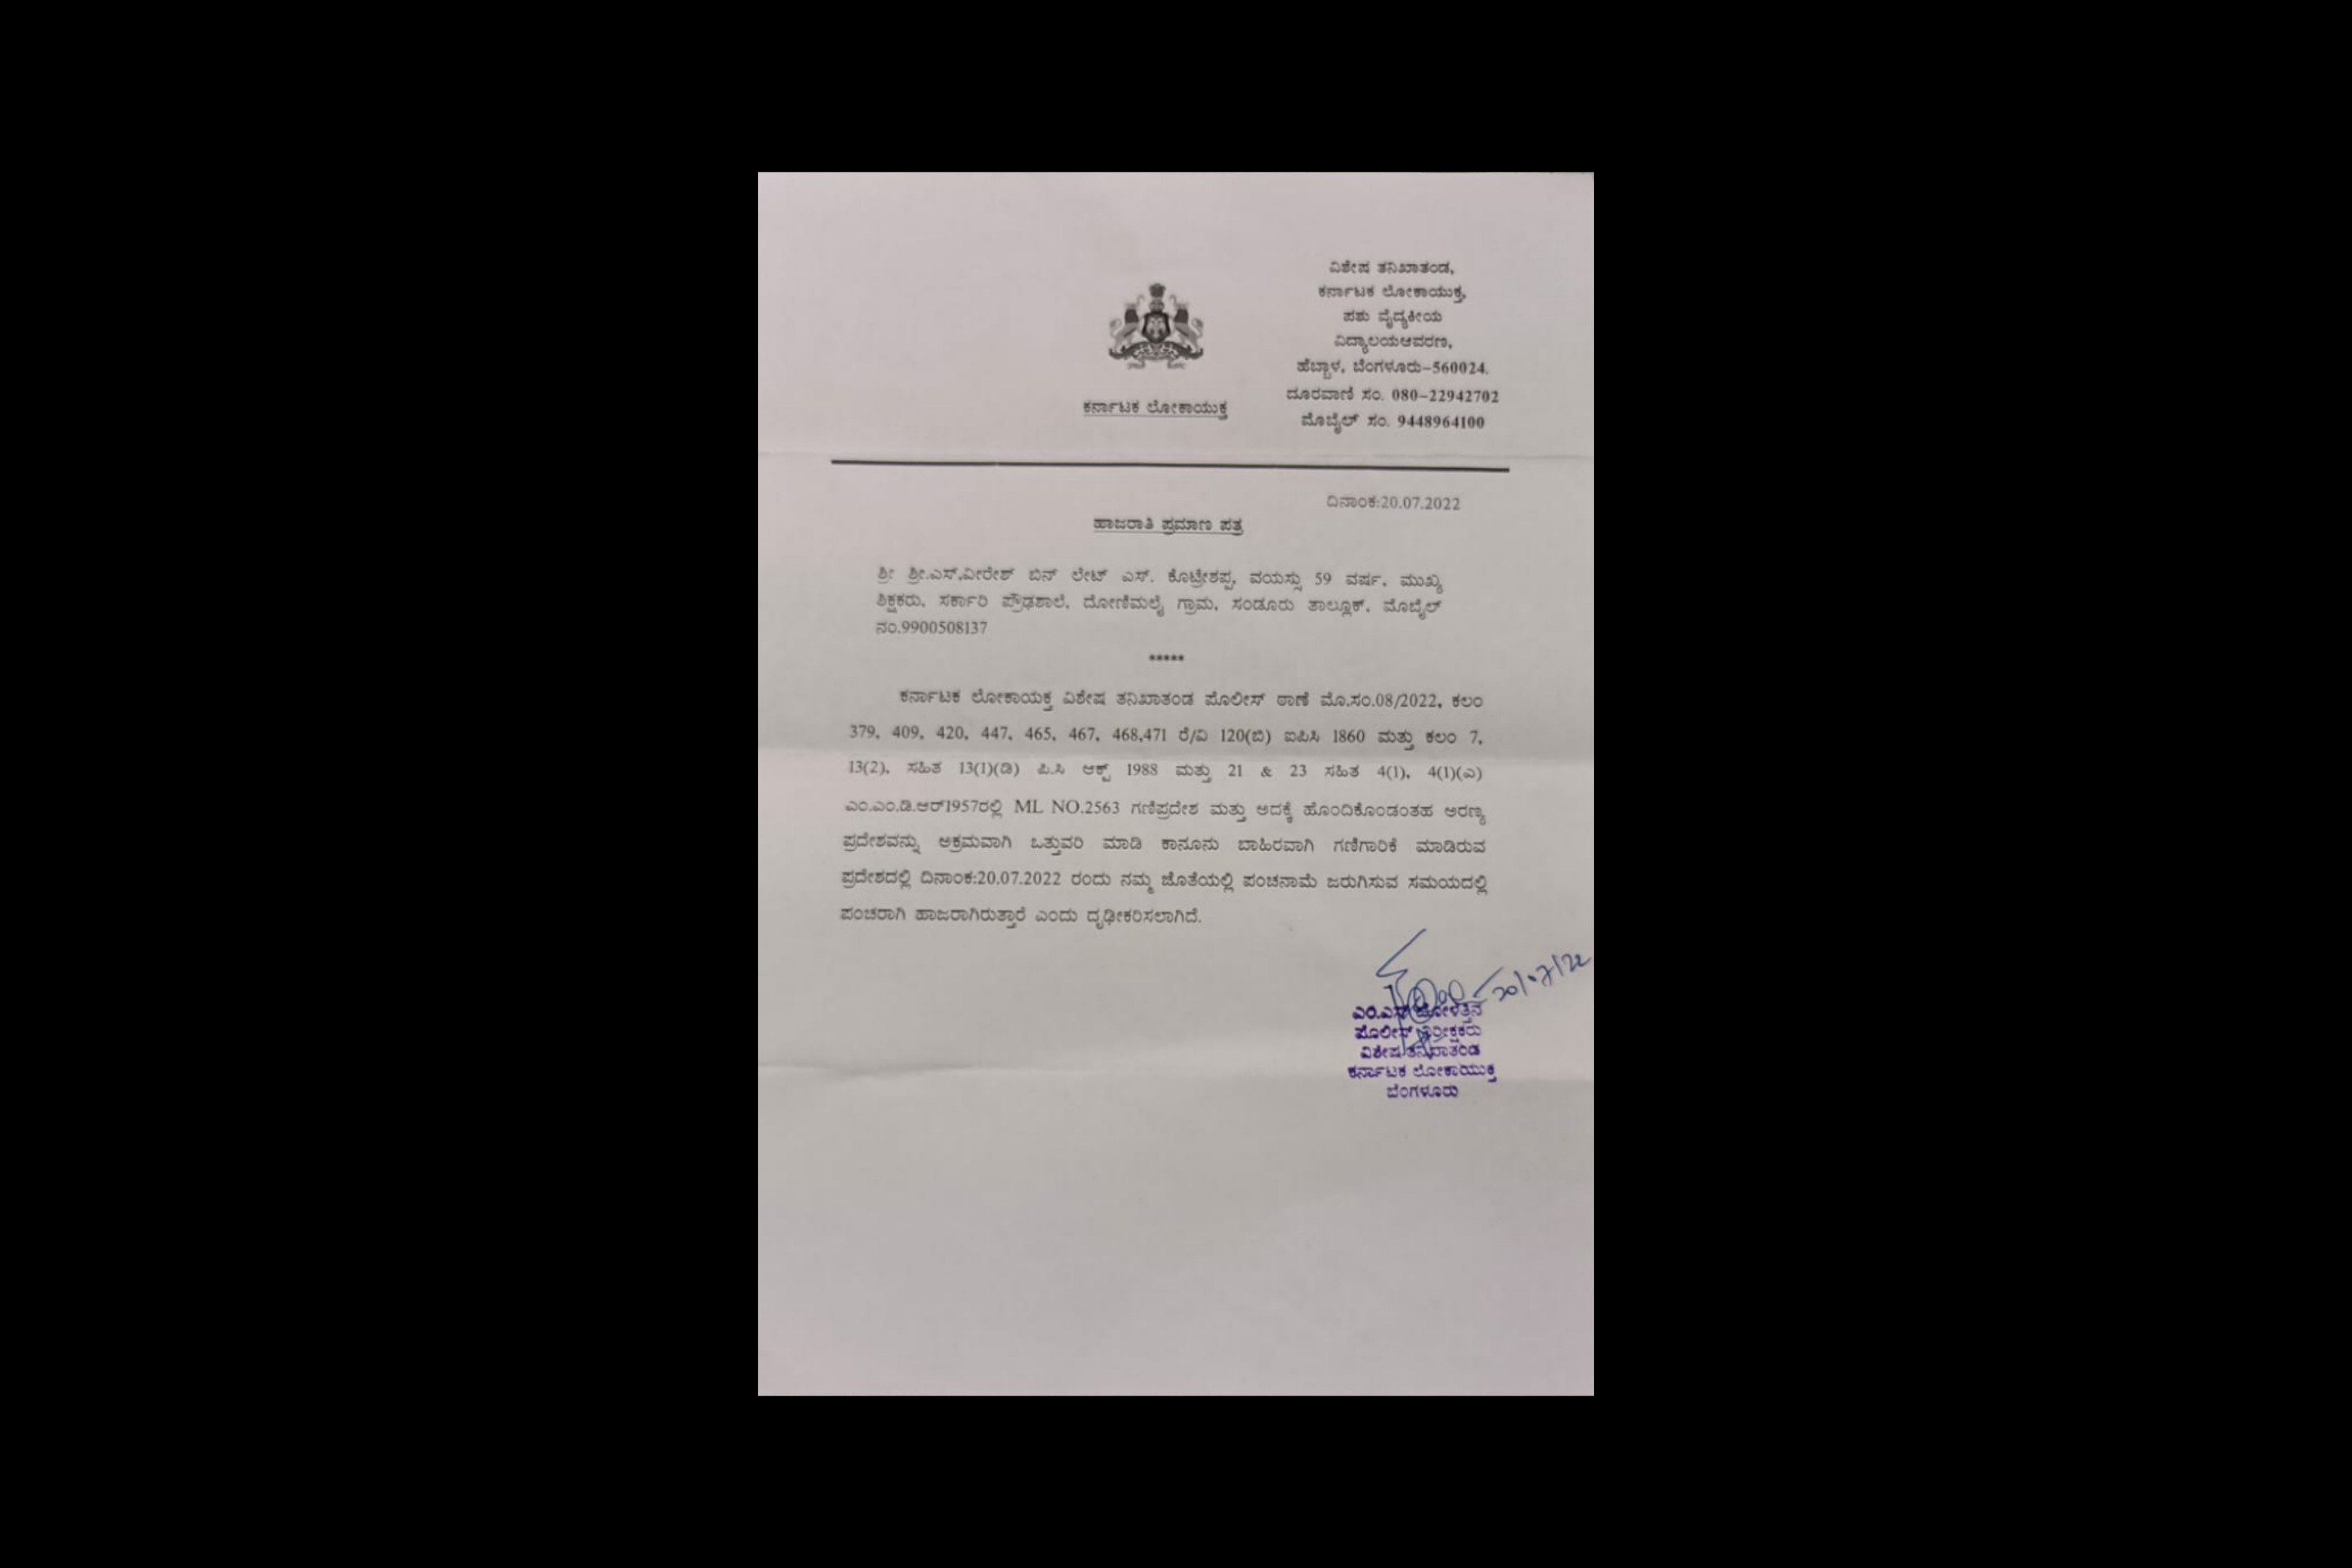 ವಿಶೇಷ ತನಿಖಾತಂಡ,
ಕರ್ನಾಟಕ ಲೋಕಾಯುಕ್ತ,
ಪಶು ವೈದ್ಯಕೀಯ
ವಿದ್ಯಾಲಯಆವರಣ,
ಹೆಬ್ಬಾಳ, ಬೆಂಗಳೂರು-560024.
ದೂರವಾಣಿ ಸಂ. 080-22942702
ಮೊಬೈಲ್ ಸಂ. 9448964100
ಕರ್ನಾಟಕ ಲೋಕಾಯುಕ್ತ
ದಿನಾಂಕ:20.07.2022
ಹಾಜರಾತಿ ಪ್ರಮಾಣ ಪತ್ರ
ಶ್ರೀ ಶ್ರೀ.ಎಸ್.ವೀರೇಶ್ ಬಿನ್ ಲೇಟ್ ಎಸ್. ಕೊಟ್ರೇಶಪ್ಪ, ವಯಸ್ಸು 59 ವರ್ಷ, ಮುಖ್ಯ
ಶಿಕ್ಷಕರು, ಸರ್ಕಾರಿ ಪ್ರೌಢಶಾಲೆ, ದೋಣಿಮಲೈ ಗ್ರಾಮ, ಸಂಡೂರು ತಾಲ್ಲೂಕ್, ಮೊಬೈಲ್
ನಂ.9900508137
*****
ಕರ್ನಾಟಕ ಲೋಕಾಯಕ್ತ ವಿಶೇಷ ತನಿಖಾತಂಡ ಪೊಲೀಸ್ ಠಾಣೆ ಮೊ.ಸಂ.08/2022, ಕಲಂ
379, 409, 420, 447, 465, 467, 468,471 ರೆ/ವಿ 120(ಬಿ) ಐಪಿಸಿ 1860 ಮತ್ತು ಕಲಂ 7,
13(2), ಸಹಿತ 13(1)(ಡಿ) ಪಿ.ಸಿ ಆಕ್ಟ್ 1988 ಮತ್ತು 21 & 23 ಸಹಿತ 4(1), 4(1)(ಎ)
ಎಂ.ಎಂ.ಡಿ.ಆರ್1957ರಲ್ಲಿ ML NO.2563 ಗಣಿಪ್ರದೇಶ ಮತ್ತು ಅದಕ್ಕೆ ಹೊಂದಿಕೊಂಡಂತಹ ಅರಣ್ಯ
ಪ್ರದೇಶವನ್ನು ಅಕ್ರಮವಾಗಿ ಒತ್ತುವರಿ ಮಾಡಿ ಕಾನೂನು ಬಾಹಿರವಾಗಿ ಗಣಿಗಾರಿಕೆ ಮಾಡಿರುವ
ಪ್ರದೇಶದಲ್ಲಿ ದಿನಾಂಕ:20.07.2022 ರಂದು ನಮ್ಮ ಜೊತೆಯಲ್ಲಿ ಪಂಚನಾಮೆ ಜರುಗಿಸುವ ಸಮಯದಲ್ಲಿ
ಪಂಚರಾಗಿ ಹಾಜರಾಗಿರುತ್ತಾರೆ ಎಂದು ದೃಢೀಕರಿಸಲಾಗಿದೆ.
20/07/22
ಎಂ.ಎಸ್
ಪೊಲೀಸ್ ನಿರೀಕ್ಷಕರು
ವಿಶೇಷ ತನಿಖಾತಂಡ
ಕರ್ನಾಟಕ ಲೋಕಾಯುಕ್ತ
ಬೆಂಗಳೂರು